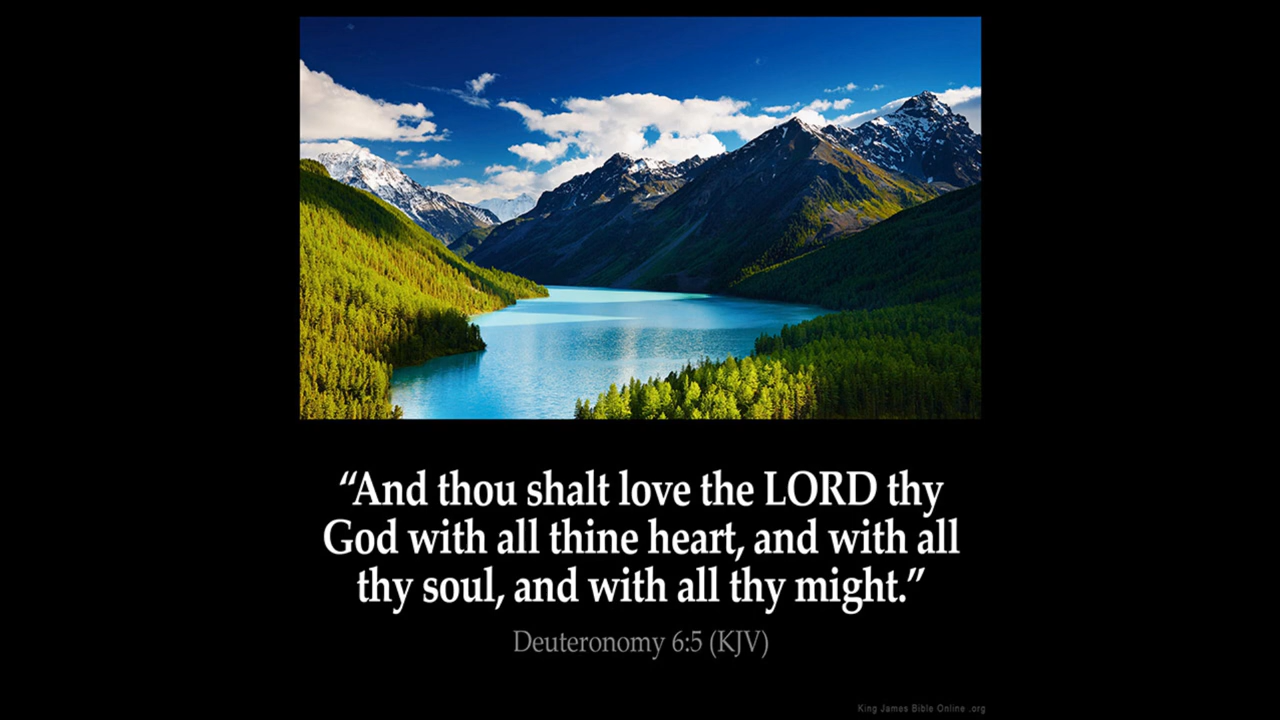 “And thou shalt love the LORD thy
God with all thine heart, and with all
thy soul, and with all thy might.”
Deuteronomy 6:5 (KJV)
King James Bible Online .org